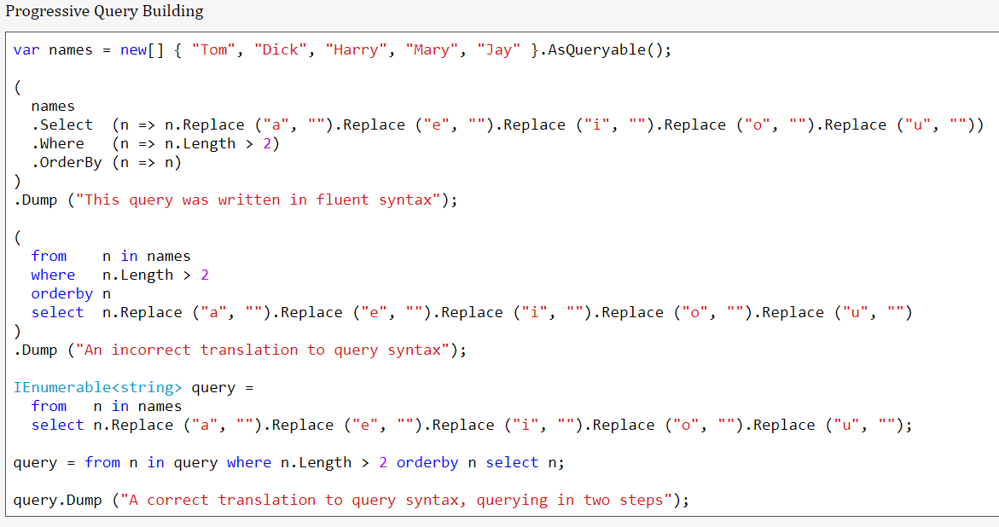 Progressive Query Building
var names = new[] { "Tom", "Dick", "Harry", "Mary", "Jay" }.AsQueryable();
(
  names
  .Select  (n => n.Replace ("a", "").Replace ("e", "").Replace ("i", "").Replace ("o", "").Replace ("u", ""))
  .Where   (n => n.Length > 2)
  .OrderBy (n => n)
)
.Dump ("This query was written in fluent syntax");
(
  from    n in names
  where   n.Length > 2
  orderby n
  select  n.Replace ("a", "").Replace ("e", "").Replace ("i", "").Replace ("o", "").Replace ("u", "")
)
.Dump ("An incorrect translation to query syntax");
IEnumerable<string> query =
  from   n in names
  select n.Replace ("a", "").Replace ("e", "").Replace ("i", "").Replace ("o", "").Replace ("u", "");
query = from n in query where n.Length > 2 orderby n select n;
query.Dump ("A correct translation to query syntax, querying in two steps");